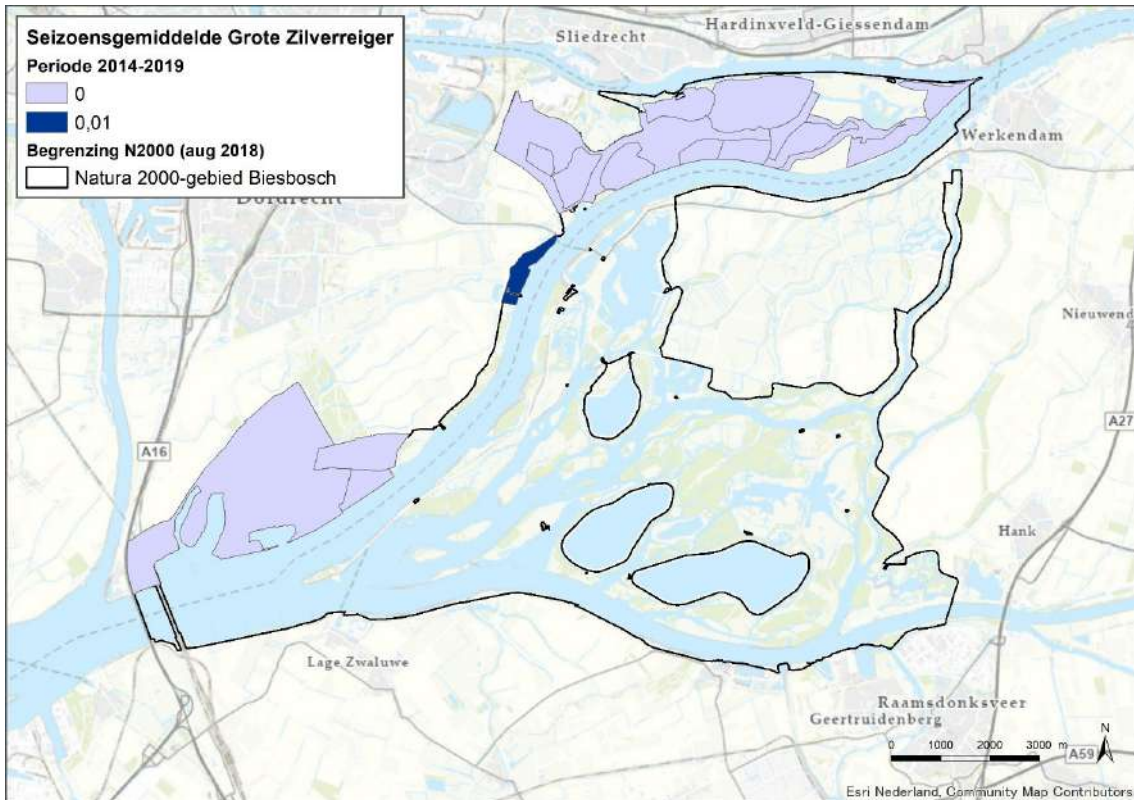 Seizoensgemiddelde Grote Zilverreiger
Periode 2014-2019
0
0,01
Begrenzing N2000 (aug 2018)
Natura 2000-gebied Biesbosch
Hardinxveld-Giessendam
Sliedrecht
Werkendam
Dordrecht
Nieuwend
A27
A16
Hank
Lage Zwaluwe
Raamsdonksveer
Geertruidenberg
N
0 1000 2000 3000 m
A59
Esri Nederland, Community Map Contributors